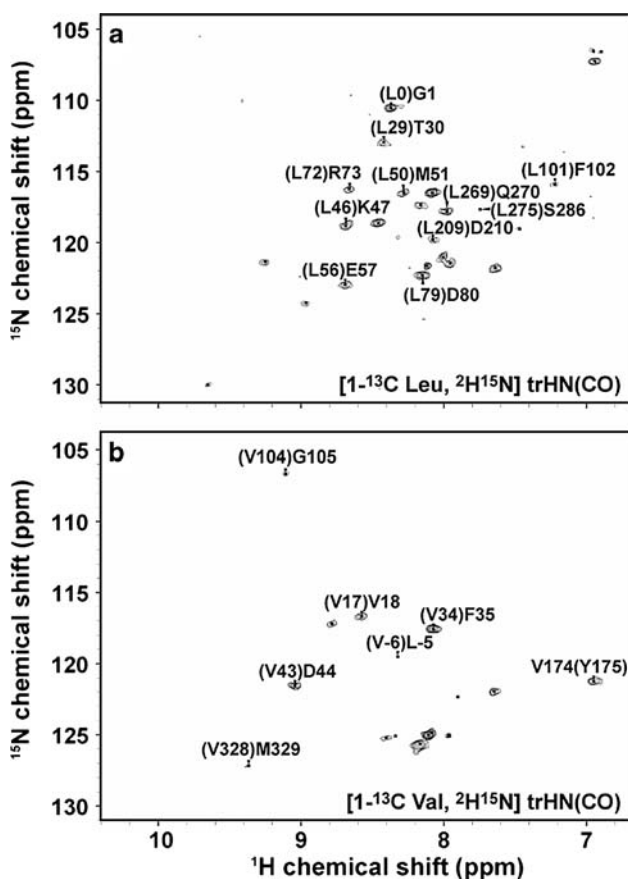 a
105
110
115
120
125
130
¹⁵N chemical shift (ppm)
(L0)G1
(L29)T30
(L72)R73
(L50)M51
(L101)F102
(L269)Q270
(L46)K47
(L275)S286
(L209)D210
(L56)E57
(L79)D80
[1-¹³C Leu, ²H¹⁵N] trHN(CO)
b
105
110
115
120
125
130
¹⁵N chemical shift (ppm)
(V104)G105
(V17)V18
(V34)F35
(V-6)L-5
(V43)D44
V174(Y175)
(V328)M329
[1-¹³C Val, ²H¹⁵N] trHN(CO)
10 9 8 7
¹H chemical shift (ppm)